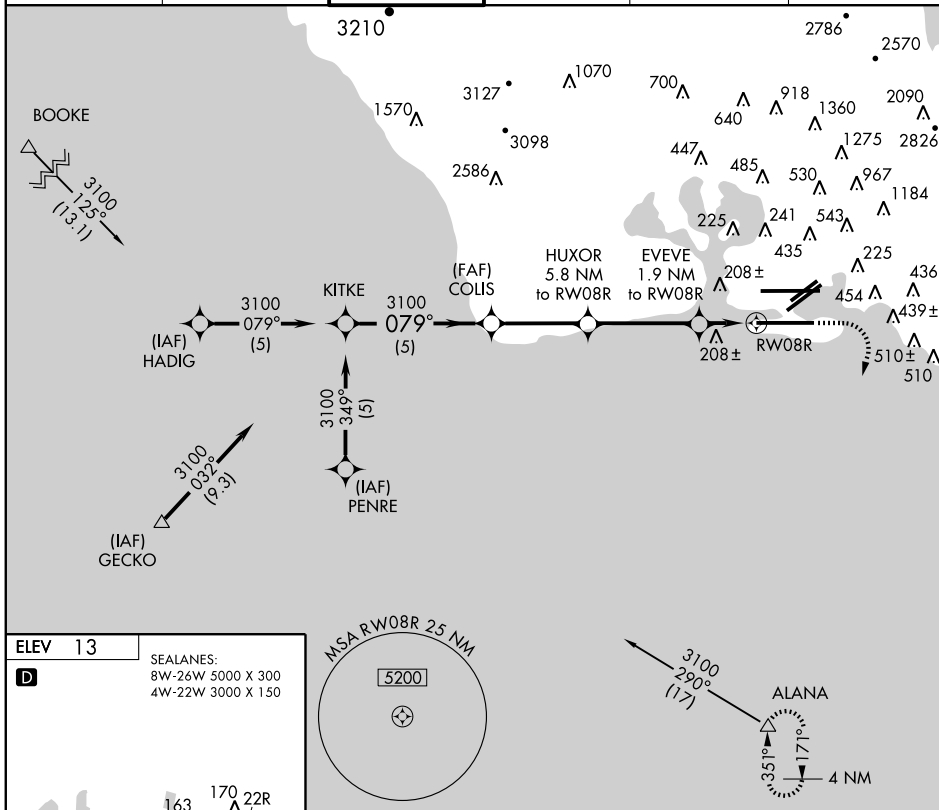 3210
2786
2570
3127
1070
700
640
918
1360
2090
BOOKE
1570
3098
1275
2826
2586
447
485
530
967
1184
3100
125°
(13.1)
225
241
435
543
225
HUXOR
5.8 NM
to RW08R
EVEVE
1.9 NM
to RW08R
208±
454
436
439±
KITKE
(FAF)
COLIS
3100
079°
(5)
3100
079°
(5)
(IAF)
HADIG
208±
RW08R
510±
510
3100
349°
(5)
3100
032°
(9.3)
(IAF)
PENRE
(IAF)
GECKO
ELEV 13
D
SEALANES:
8W-26W 5000 X 300
4W-22W 3000 X 150
MSA RW08R 25 NM
5200
3100
290°
(17)
ALANA
351°
171°
4 NM
163
170
22R